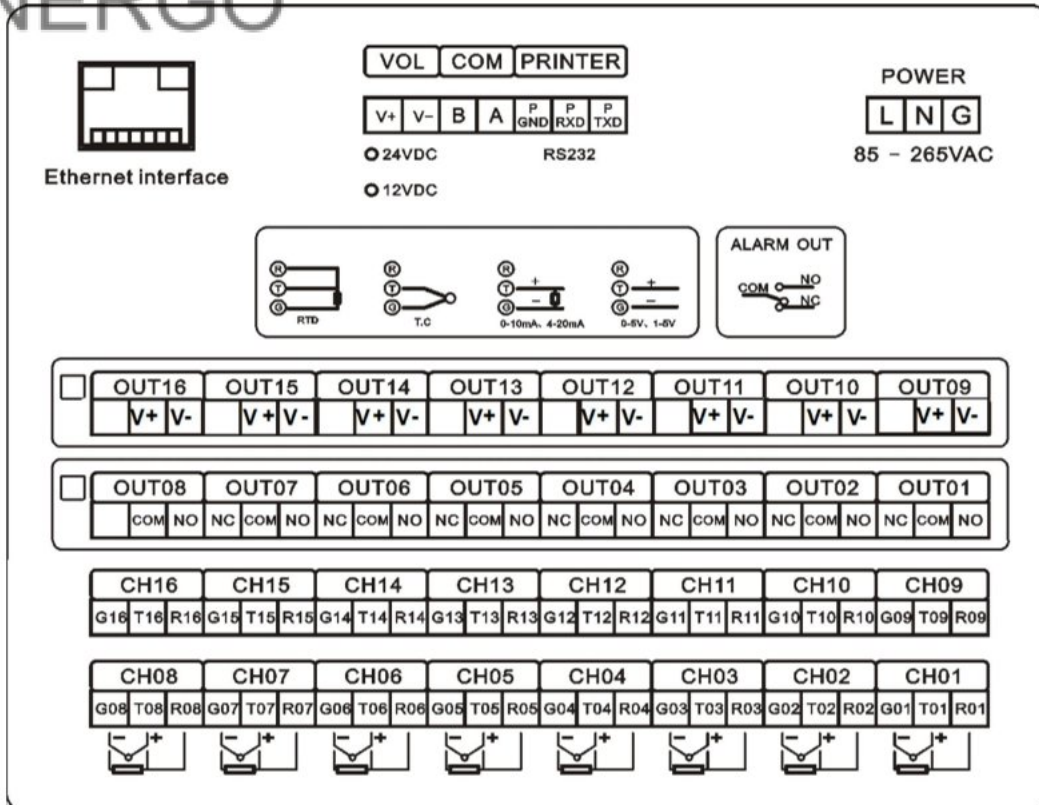 NERGO
VOL COM PRINTER
V+ V- B A P GND P RXD P TXD
24VDC RS232
12VDC
Ethernet interface
POWER
L N G
85 - 265VAC
R R R R
T T T + T +
G G G - G -
RTD T.C 0-10mA、4-20mA 0-5V、1-5V
ALARM OUT
COM NO
NC
OUT16 OUT15 OUT14 OUT13 OUT12 OUT11 OUT10 OUT09
V+ V- V+ V- V+ V- V+ V- V+ V- V+ V- V+ V- V+ V-
OUT08 OUT07 OUT06 OUT05 OUT04 OUT03 OUT02 OUT01
COM NO NC COM NO NC COM NO NC COM NO NC COM NO NC COM NO NC COM NO NC COM NO
CH16 CH15 CH14 CH13 CH12 CH11 CH10 CH09
G16 T16 R16 G15 T15 R15 G14 T14 R14 G13 T13 R13 G12 T12 R12 G11 T11 R11 G10 T10 R10 G09 T09 R09
CH08 CH07 CH06 CH05 CH04 CH03 CH02 CH01
G08 T08 R08 G07 T07 R07 G06 T06 R06 G05 T05 R05 G04 T04 R04 G03 T03 R03 G02 T02 R02 G01 T01 R01
- + - + - + - + - + - + - + - +